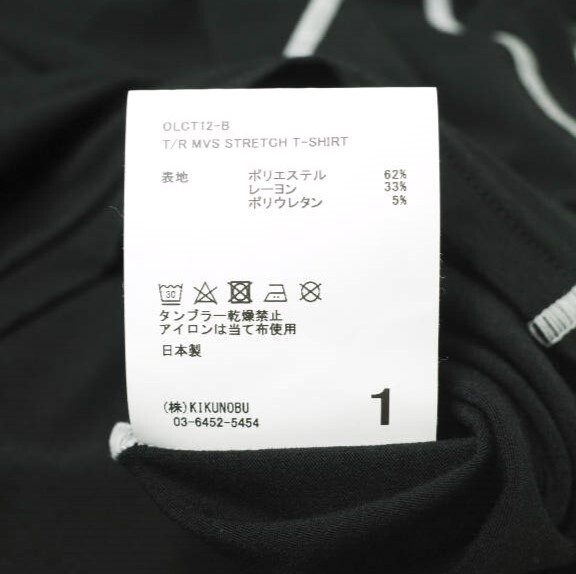 OLCT12-B
T/R MVS STRETCH T-SHIRT
表地 ポリエステル 62%
レーヨン 33%
ポリウレタン 5%
30
タンブラー乾燥禁止
アイロンは当て布使用
日本製
(株)KIKUNOBU
03-6452-5454
1